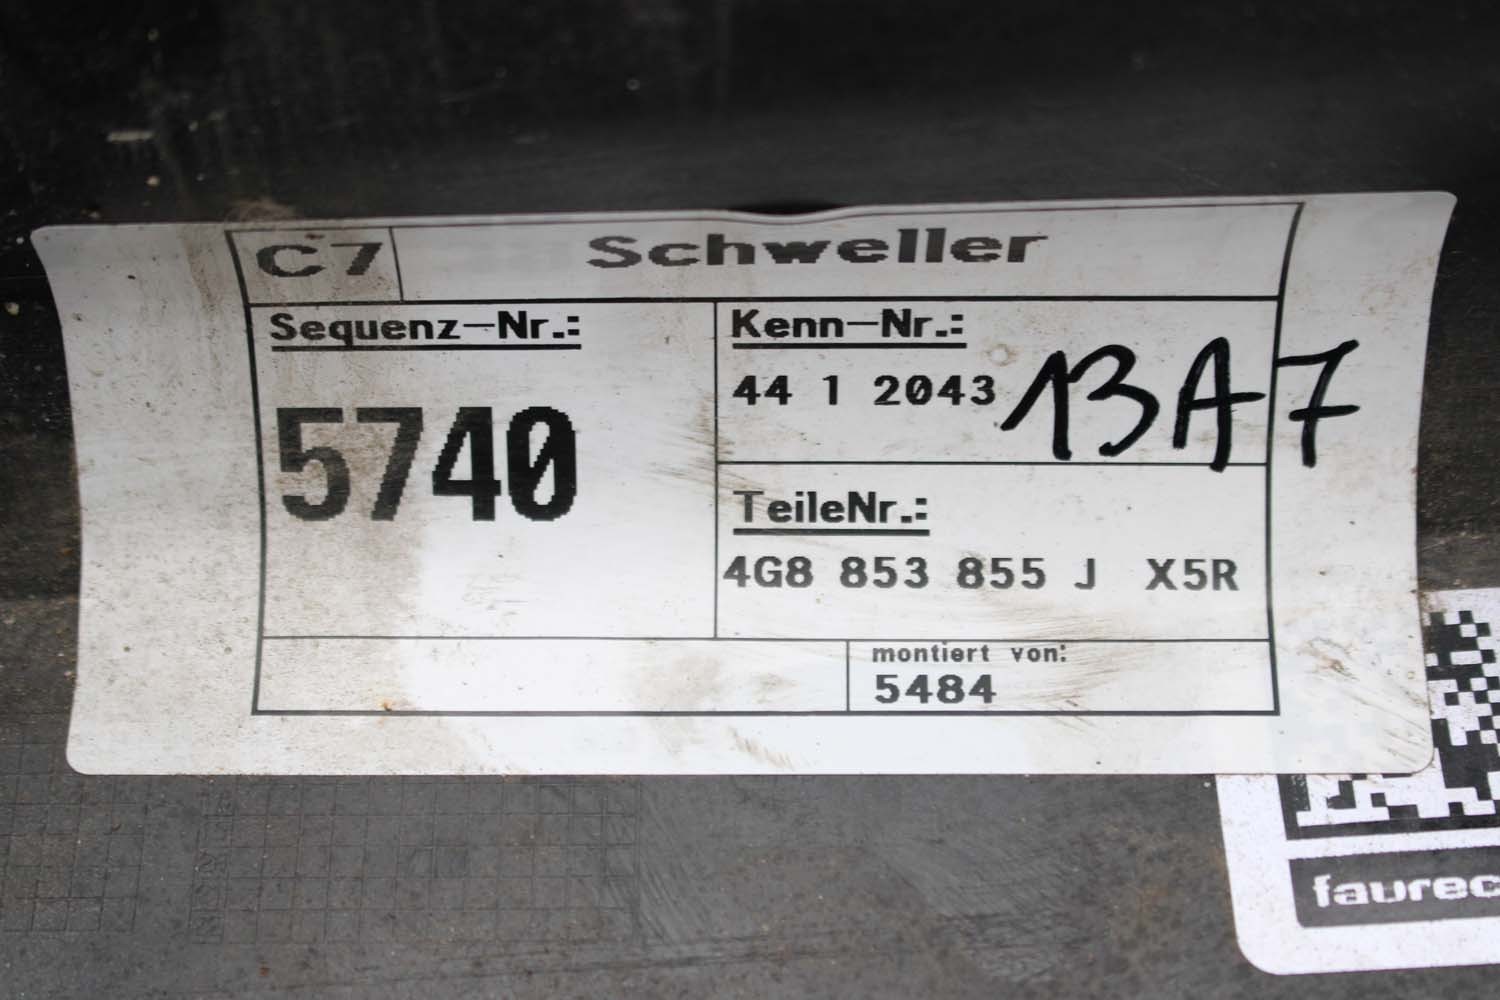 C7 Schweller
Sequenz-Nr.:
5740
Kenn-Nr.:
44 1 2043 13A7
TeileNr.:
4G8 853 855 J X5R
montiert von:
5484
faurec